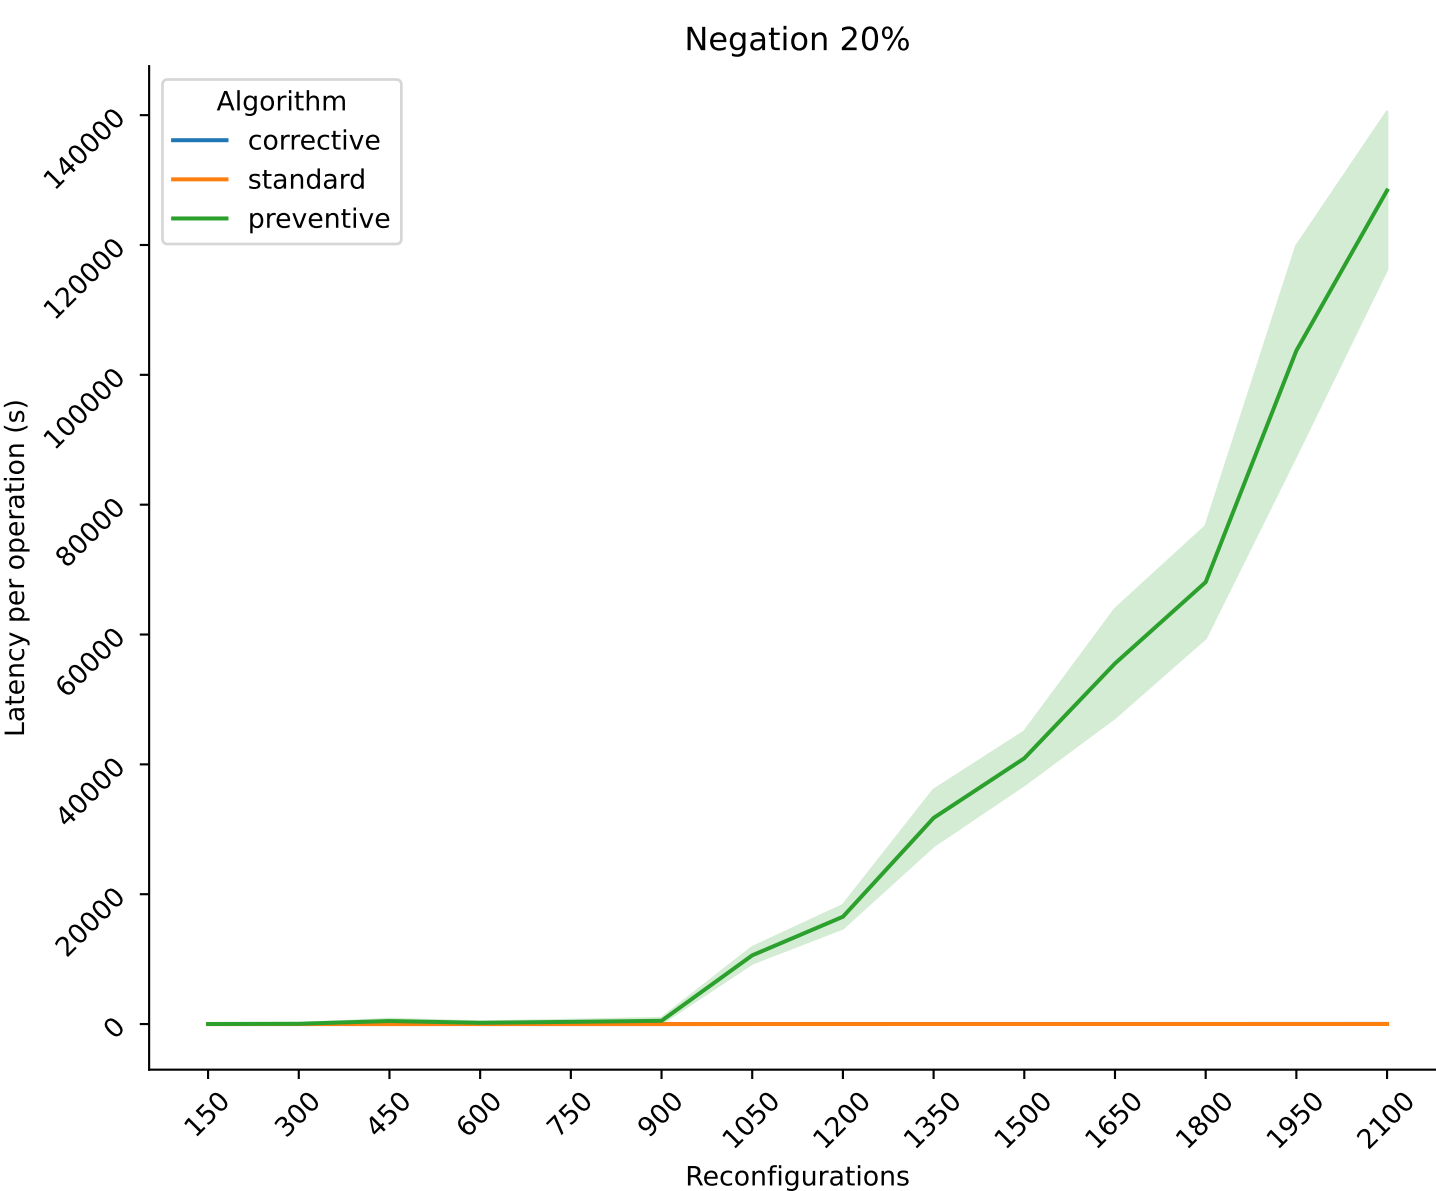 Negation 20%
Algorithm
corrective
standard
preventive
Latency per operation (s)
140000
120000
100000
80000
60000
40000
20000
0
150 300 450 600 750 900 1050 1200 1350 1500 1650 1800 1950 2100
Reconfigurations